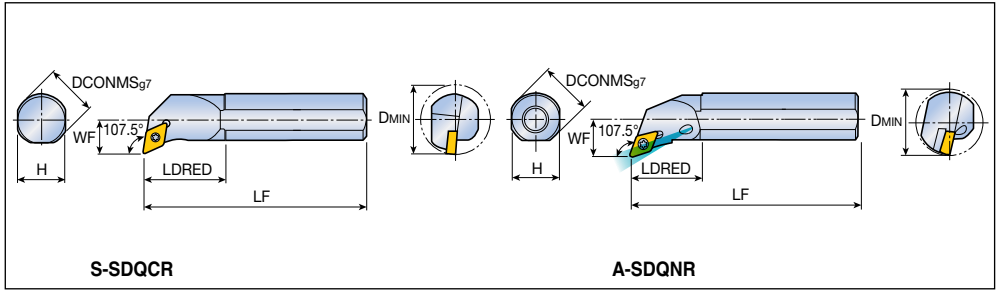 DCONMSg7
107.5°
WF
H
LDRED
LF
DMIN
S-SDQCR
DCONMSg7
107.5°
WF
H
LDRED
LF
DMIN
A-SDQNR